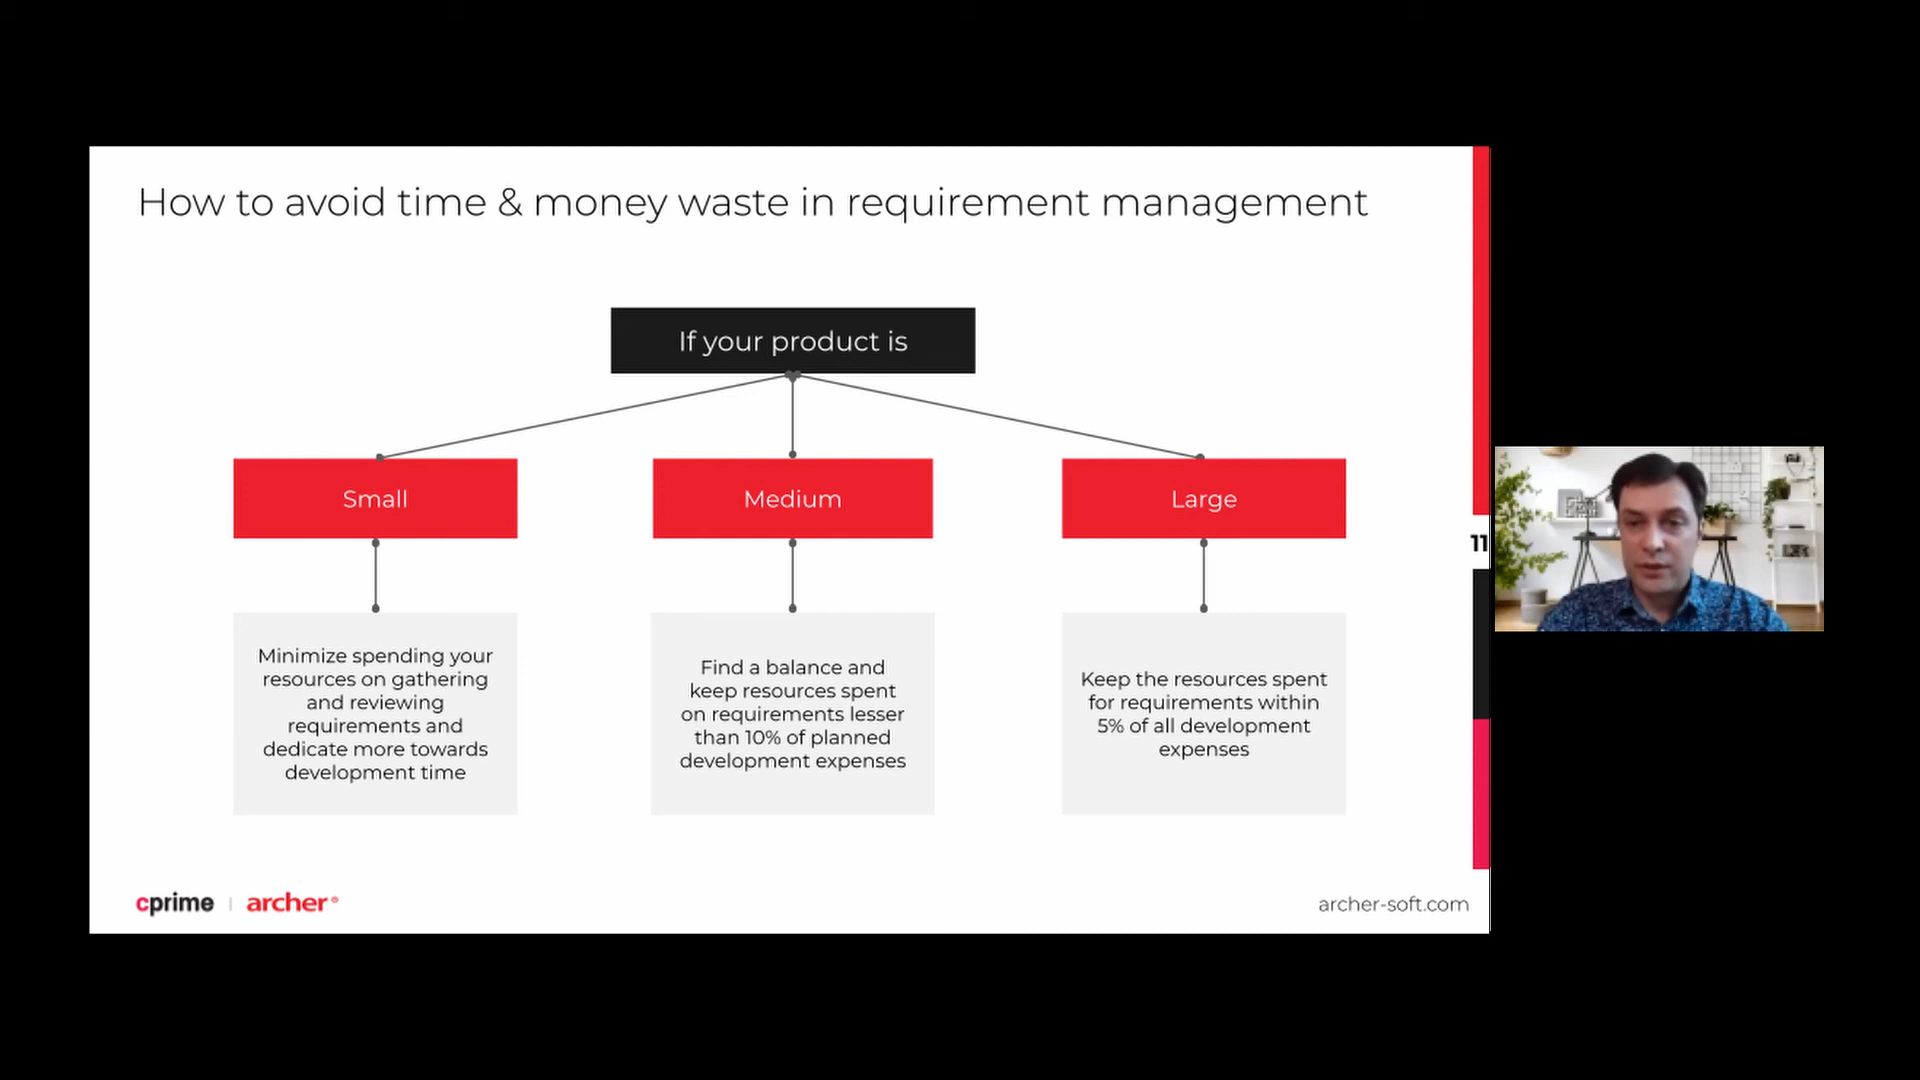 How to avoid time & money waste in requirement management
If your product is
Small
Medium
Large
11
Minimize spending your
resources on gathering
and reviewing
requirements and
dedicate more towards
development time
Find a balance and
keep resources spent
on requirements lesser
than 10% of planned
development expenses
Keep the resources spent
for requirements within
5% of all development
expenses
cprime | archer®
archer-soft.com